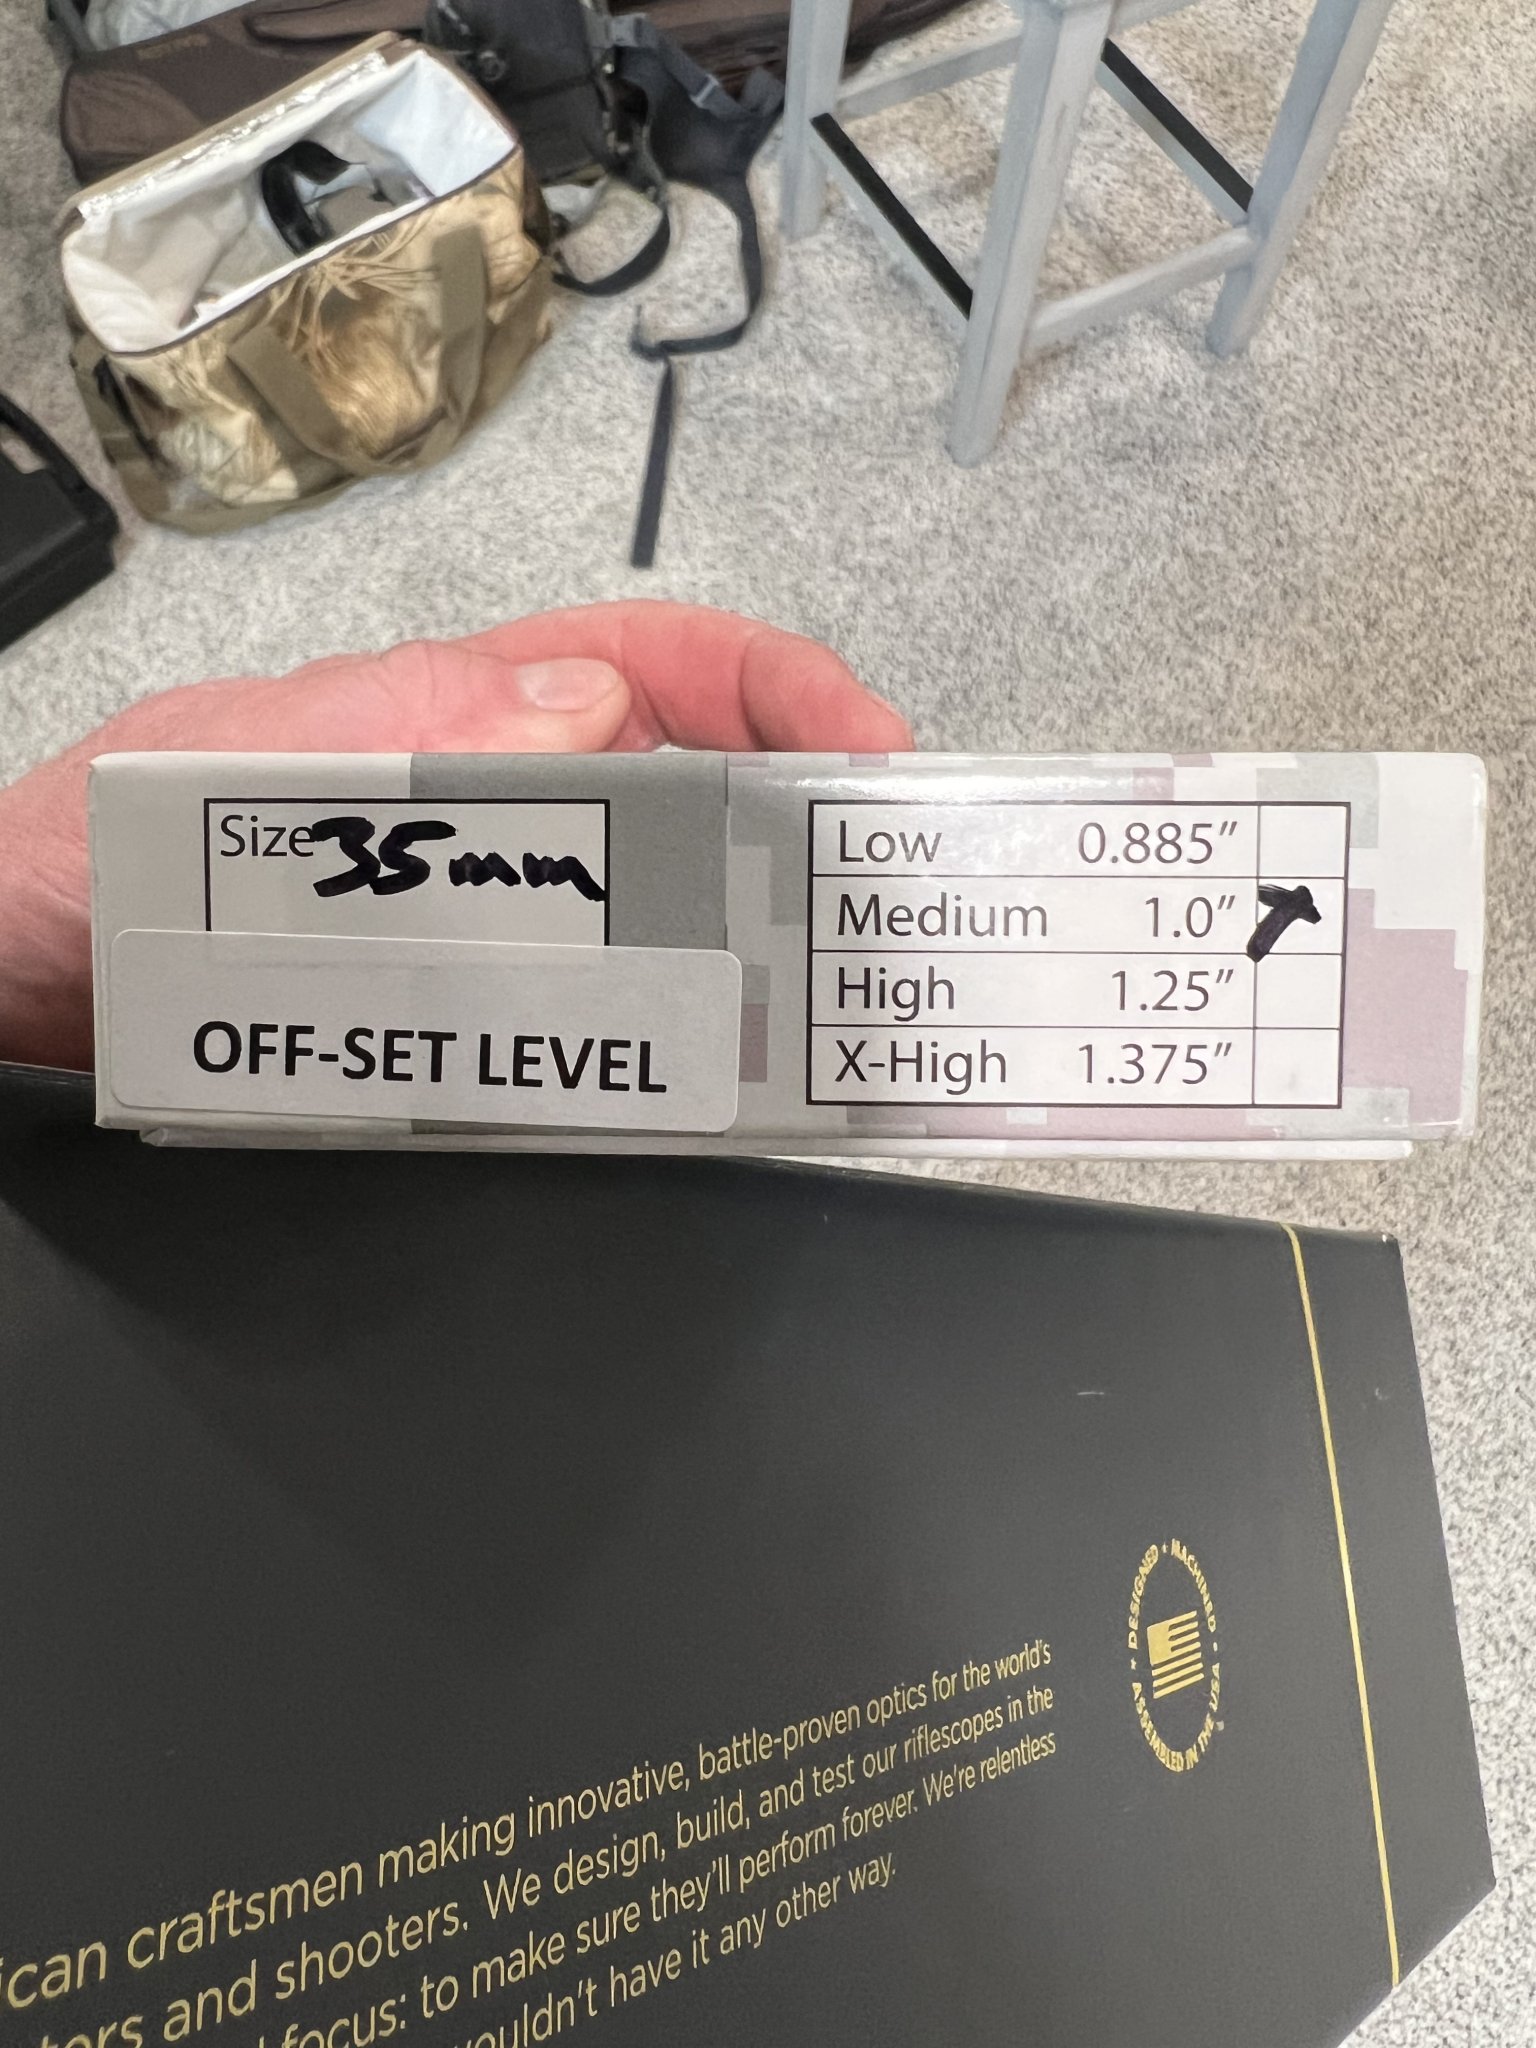 Size 35mm
OFF-SET LEVEL
Low 0.885"
Medium 1.0"
High 1.25"
X-High 1.375"
DESIGNED • MACHINED • ASSEMBLED IN THE USA
craftsmen making innovative, battle-proven optics for the world's
and shooters. We design, build, and test our riflescopes in the
focus: to make sure they'll perform forever. We're relentless
wouldn't have it any other way.